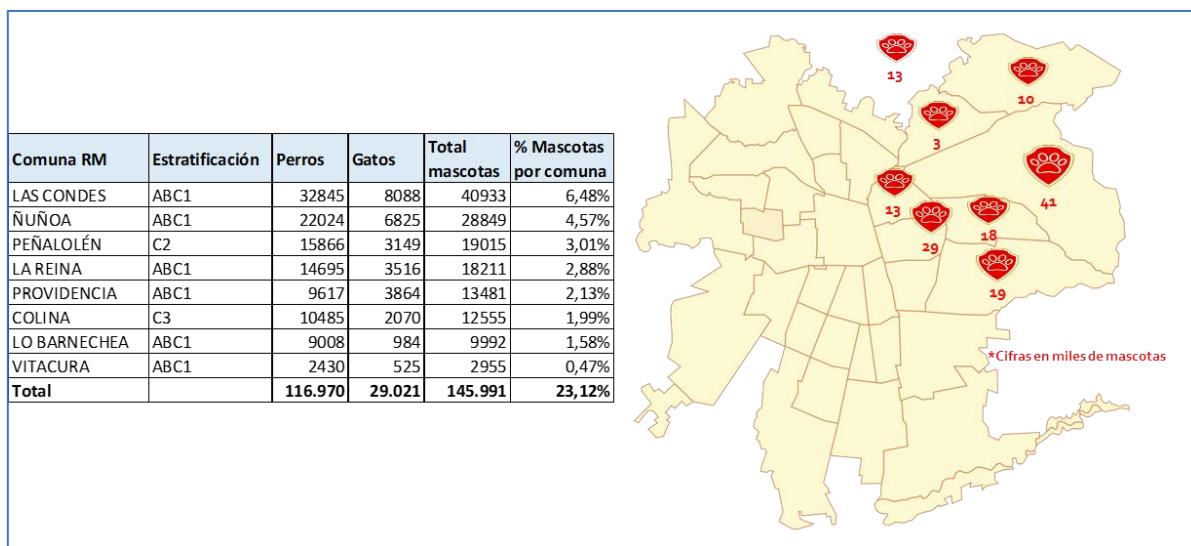 Comuna RM Estratificación Perros Gatos Total mascotas % Mascotas por comuna
LAS CONDES ABC1 32845 8088 40933 6,48%
ÑUÑOA ABC1 22024 6825 28849 4,57%
PEÑALOLÉN C2 15866 3149 19015 3,01%
LA REINA ABC1 14695 3516 18211 2,88%
PROVIDENCIA ABC1 9617 3864 13481 2,13%
COLINA C3 10485 2070 12555 1,99%
LO BARNECHEA ABC1 9008 984 9992 1,58%
VITACURA ABC1 2430 525 2955 0,47%
Total 116.970 29.021 145.991 23,12%
13
10
3
41
13
18
29
19
*Cifras en miles de mascotas